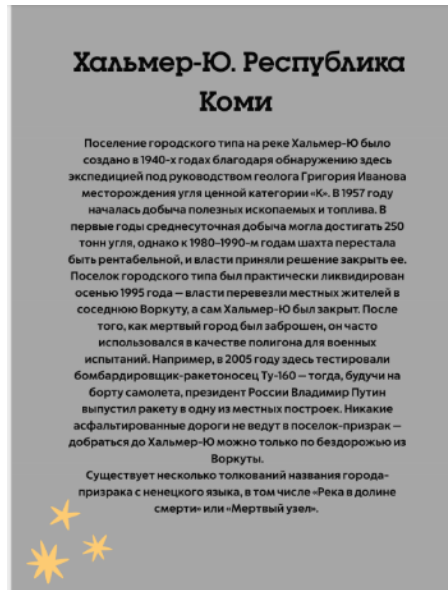 Хальмер-Ю. Республика
Коми
Поселение городского типа на реке Хальмер-Ю было
создано в 1940-х годах благодаря обнаружению здесь
экспедицией под руководством геолога Григория Иванова
месторождения угля ценной категории «К». В 1957 году
началась добыча полезных ископаемых и топлива. В
первые годы среднесуточная добыча могла достигать 250
тонн угля, однако к 1980-1990-м годам шахта перестала
быть рентабельной, и власти приняли решение закрыть ее.
Поселок городского типа был практически ликвидирован
осенью 1995 года — власти перевезли местных жителей в
соседнюю Воркуту, а сам Хальмер-Ю был закрыт. После
того, как мертвый город был заброшен, он часто
использовался в качестве полигона для военных
испытаний. Например, в 2005 году здесь тестировали
бомбардировщик-ракетоносец Ту-160 — тогда, будучи на
борту самолета, президент России Владимир Путин
выпустил ракету в одну из местных построек. Никакие
асфальтированные дороги не ведут в поселок-призрак —
добраться до Хальмер-Ю можно только по бездорожью из
Воркуты.
Существует несколько толкований названия города-
призрака с ненецкого языка, в том числе «Река в долине
смерти» или «Мертвый узел».